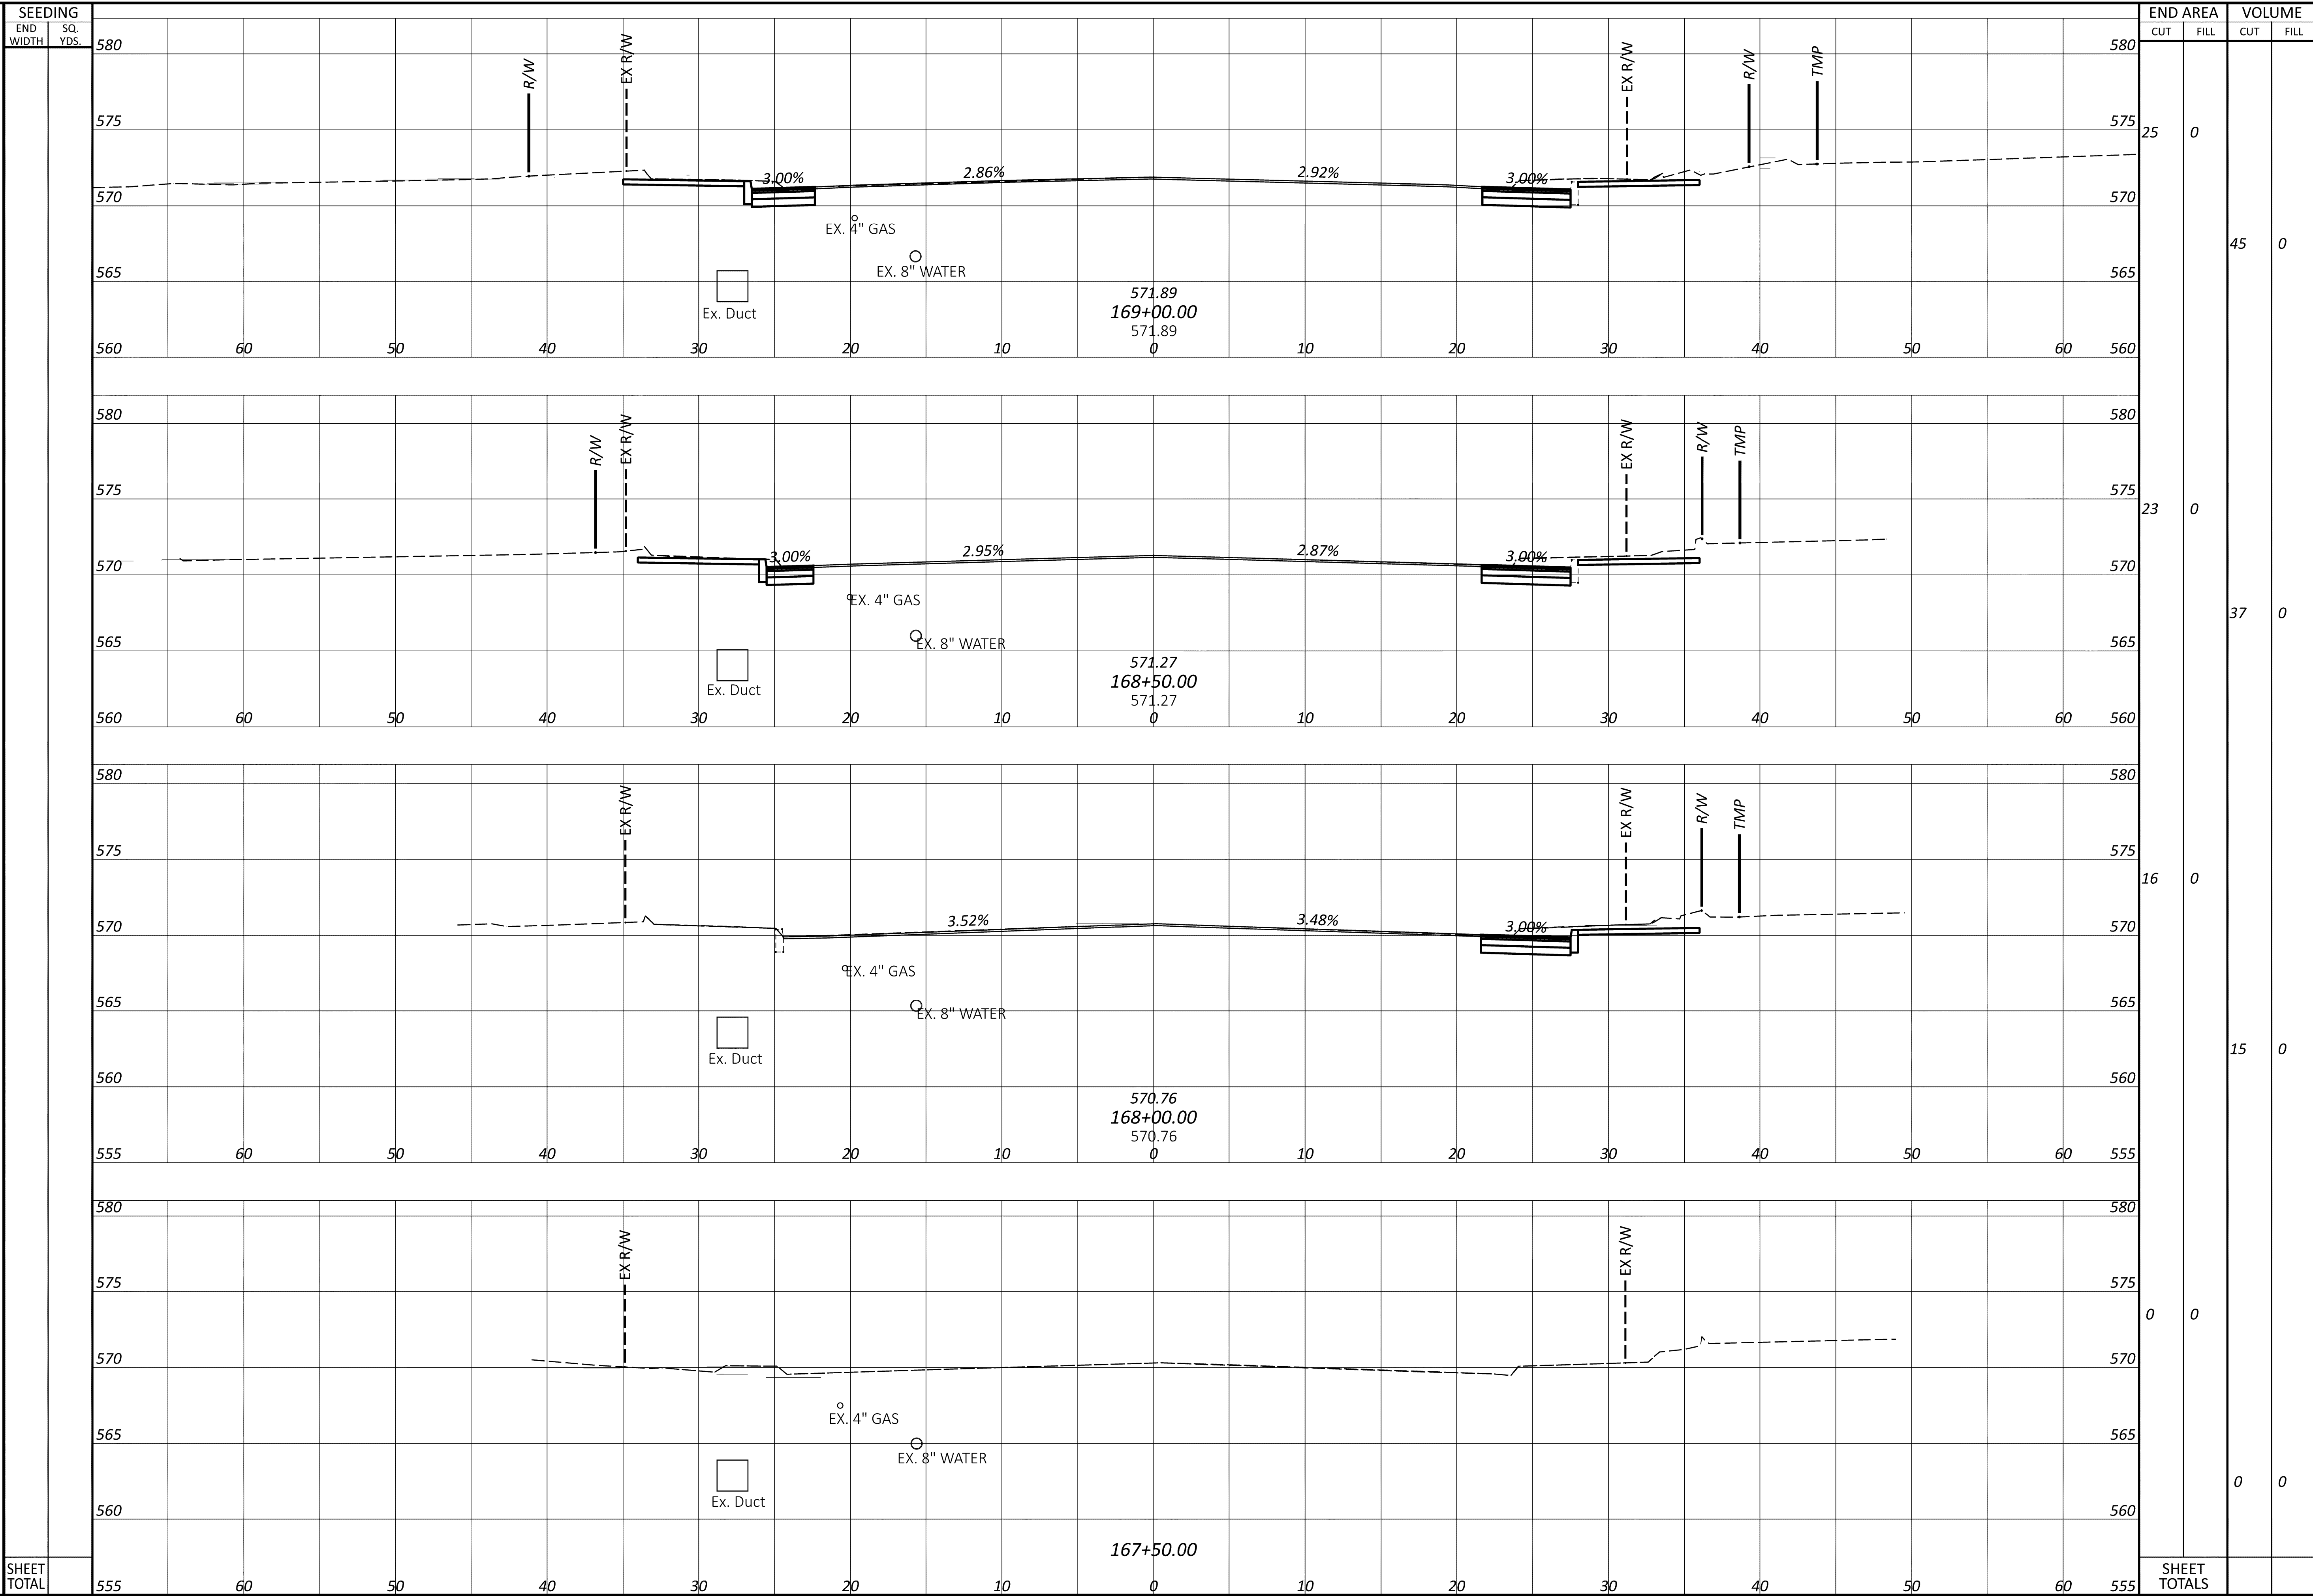 SEEDING
END WIDTH SQ. YDS.
END AREA VOLUME
CUT FILL CUT FILL
580 580
R/W EX R/W EX R/W R/W TMP
575 575 25 0
3.00% 2.86% 2.92% 3.00%
570 570
EX. 4" GAS
45 0
EX. 8" WATER
565 565
Ex. Duct
571.89
169+00.00
571.89
560 60 50 40 30 20 10 0 10 20 30 40 50 60 560
580 580
R/W EX R/W EX R/W R/W TMP
575 575
23 0
3.00% 2.95% 2.87% 3.00%
570 570
EX. 4" GAS
37 0
EX. 8" WATER
565 565
Ex. Duct
571.27
168+50.00
571.27
560 60 50 40 30 20 10 0 10 20 30 40 50 60 560
580 580
EX R/W EX R/W R/W TMP
575 575
16 0
3.52% 3.48% 3.00%
570 570
EX. 4" GAS
565 565
EX. 8" WATER
Ex. Duct
15 0
560 560
570.76
168+00.00
570.76
555 60 50 40 30 20 10 0 10 20 30 40 50 60 555
580 580
EX R/W EX R/W
575 575
0 0
570 570
EX. 4" GAS
565 565
EX. 8" WATER
0 0
Ex. Duct
560 560
167+50.00
SHEET TOTAL
SHEET TOTALS
555 60 50 40 30 20 10 0 10 20 30 40 50 60 555